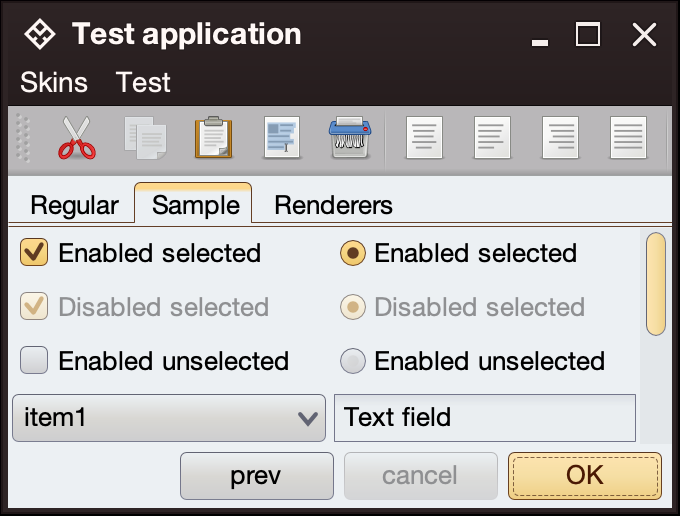 Test application
Skins Test
Regular Sample Renderers
Enabled selected Enabled selected
Disabled selected Disabled selected
Enabled unselected Enabled unselected
item1 Text field
prev cancel OK